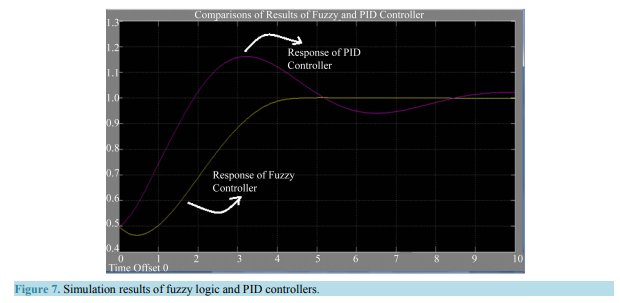 Comparisons of Results of Fuzzy and PID Controller
1.3
1.2
1.1
1.0
0.9
0.8
0.7
0.6
0.5
0.4
Response of PID
Controller
Response of Fuzzy
Controller
0 1 2 3 4 5 6 7 8 9 10
Time Offset 0
Figure 7. Simulation results of fuzzy logic and PID controllers.